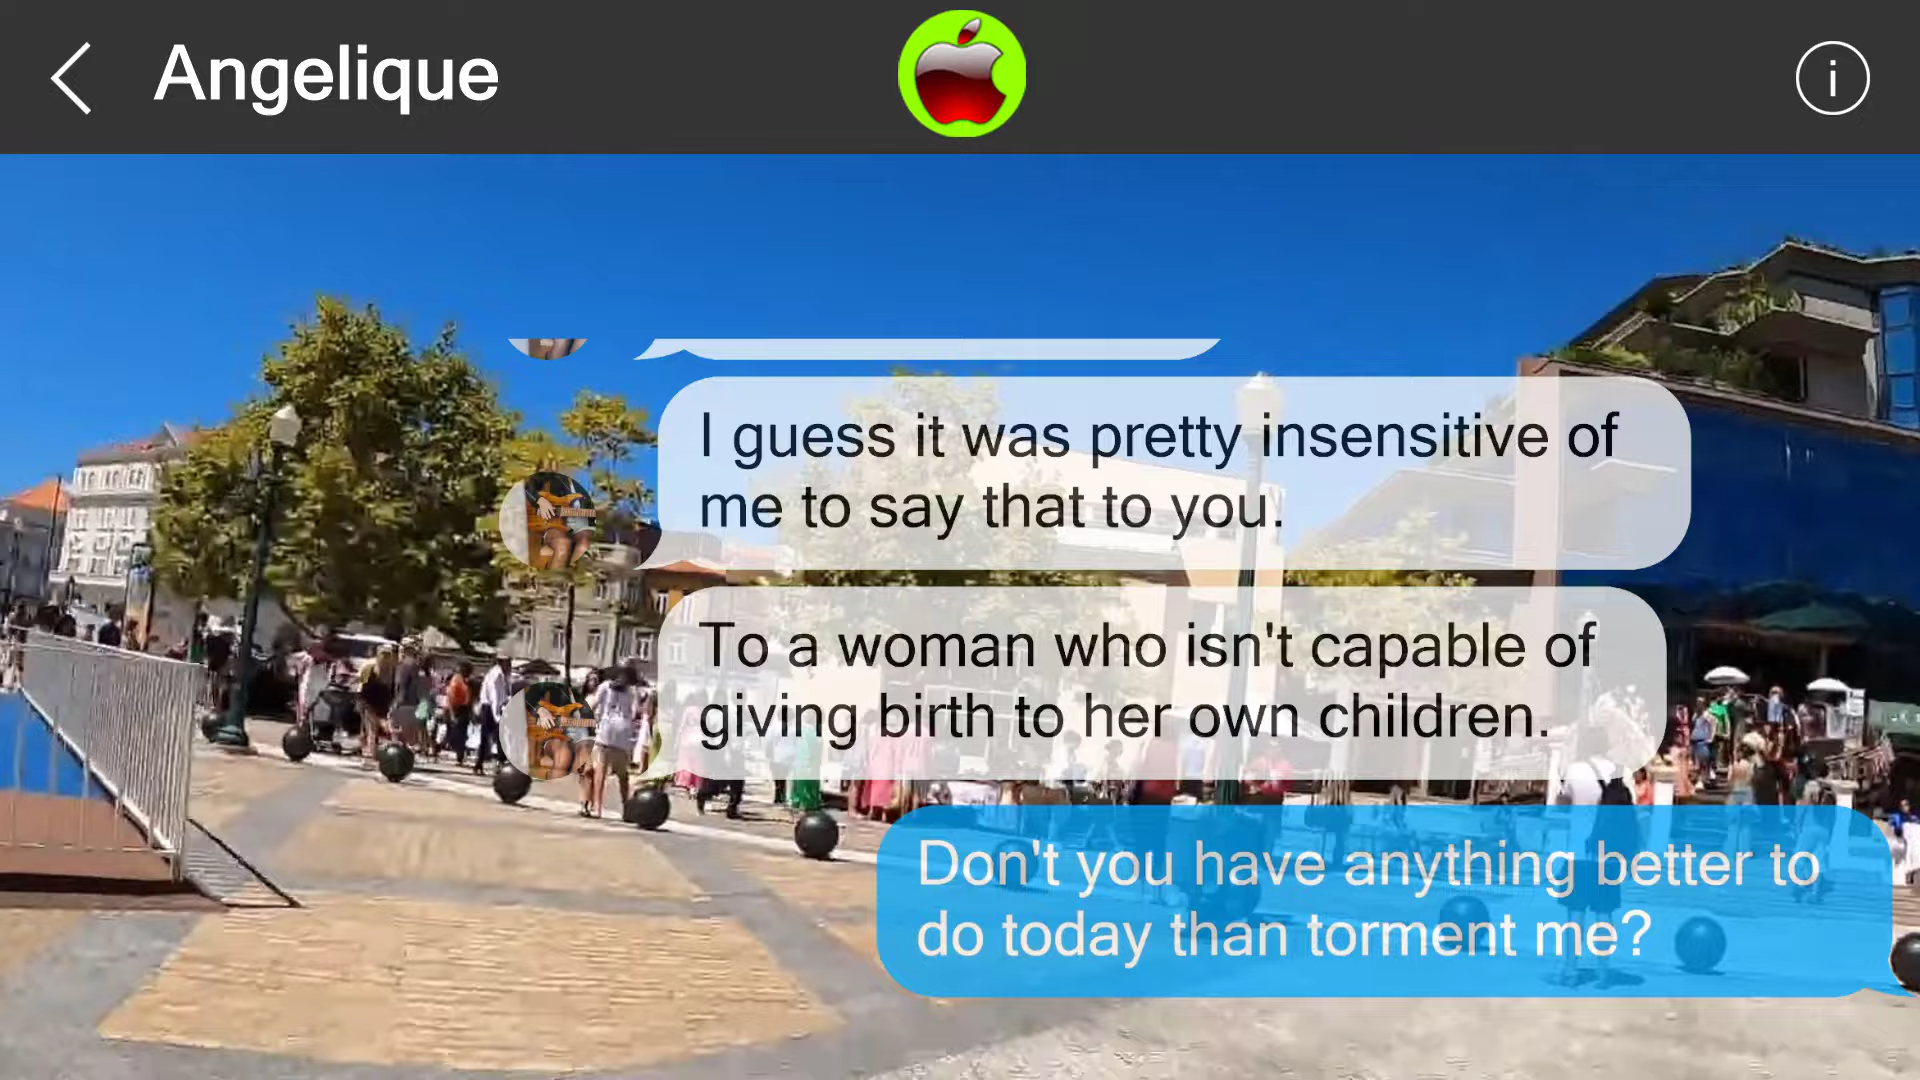 Angelique
I guess it was pretty insensitive of
me to say that to you.
To a woman who isn't capable of
giving birth to her own children.
Don't you have anything better to
do today than torment me?